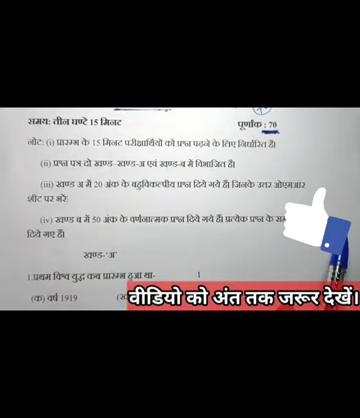 समय: तीन घण्टे 15 मिनट पूर्णांक: 70
नोट: (i) प्रारम्भ के 15 मिनट परीक्षार्थियों को प्रश्न पढ़ने के लिए निर्धारित है।
(ii) प्रश्न पत्र दो खण्ड-खण्ड-अ एवं खण्ड-ब में विभाजित है।
(iii) खण्ड अ में 20 अंक के बहुविकल्पीय प्रश्न दिये गये है। जिनके उत्तर ओएमआर
शीट पर भरें।
(iv) खण्ड ब में 50 अंक के वर्णनात्मक प्रश्न दिये गये है। प्रत्येक प्रश्न के
दिये गए है।
खण्ड-'अ'
1.प्रथम विश्व युद्ध कब प्रारम्भ हुआ था- 1
(क) वर्ष 1919
वीडियो को अंत तक जरूर देखें।